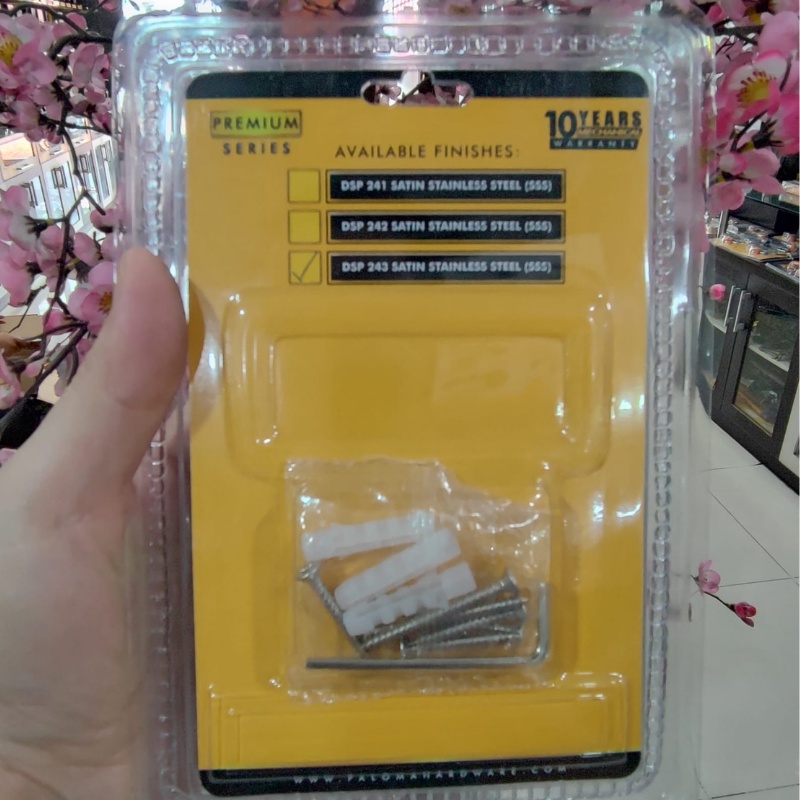 PREMIUM
SERIES
10 YEARS
MECHANICAL
WARRANTY
AVAILABLE FINISHES:
DSP 241 SATIN STAINLESS STEEL (SSS)
DSP 242 SATIN STAINLESS STEEL (SSS)
DSP 243 SATIN STAINLESS STEEL (SSS)
WWW.PALOMAHARDWARE.COM